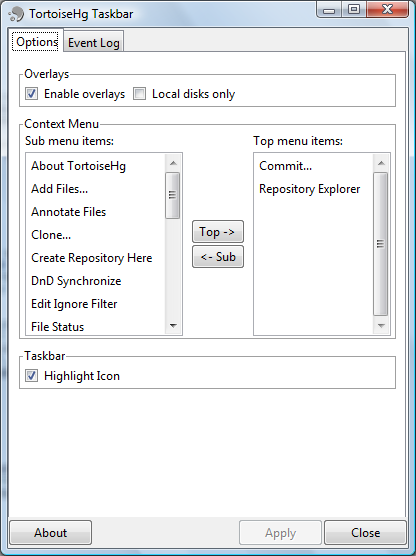 TortoiseHg Taskbar
Options Event Log
Overlays
Enable overlays Local disks only
Context Menu
Sub menu items: Top menu items:
About TortoiseHg Commit...
Add Files... Repository Explorer
Annotate Files
Clone... Top ->
Create Repository Here <- Sub
DnD Synchronize
Edit Ignore Filter
File Status
Taskbar
Highlight Icon
About Apply Close